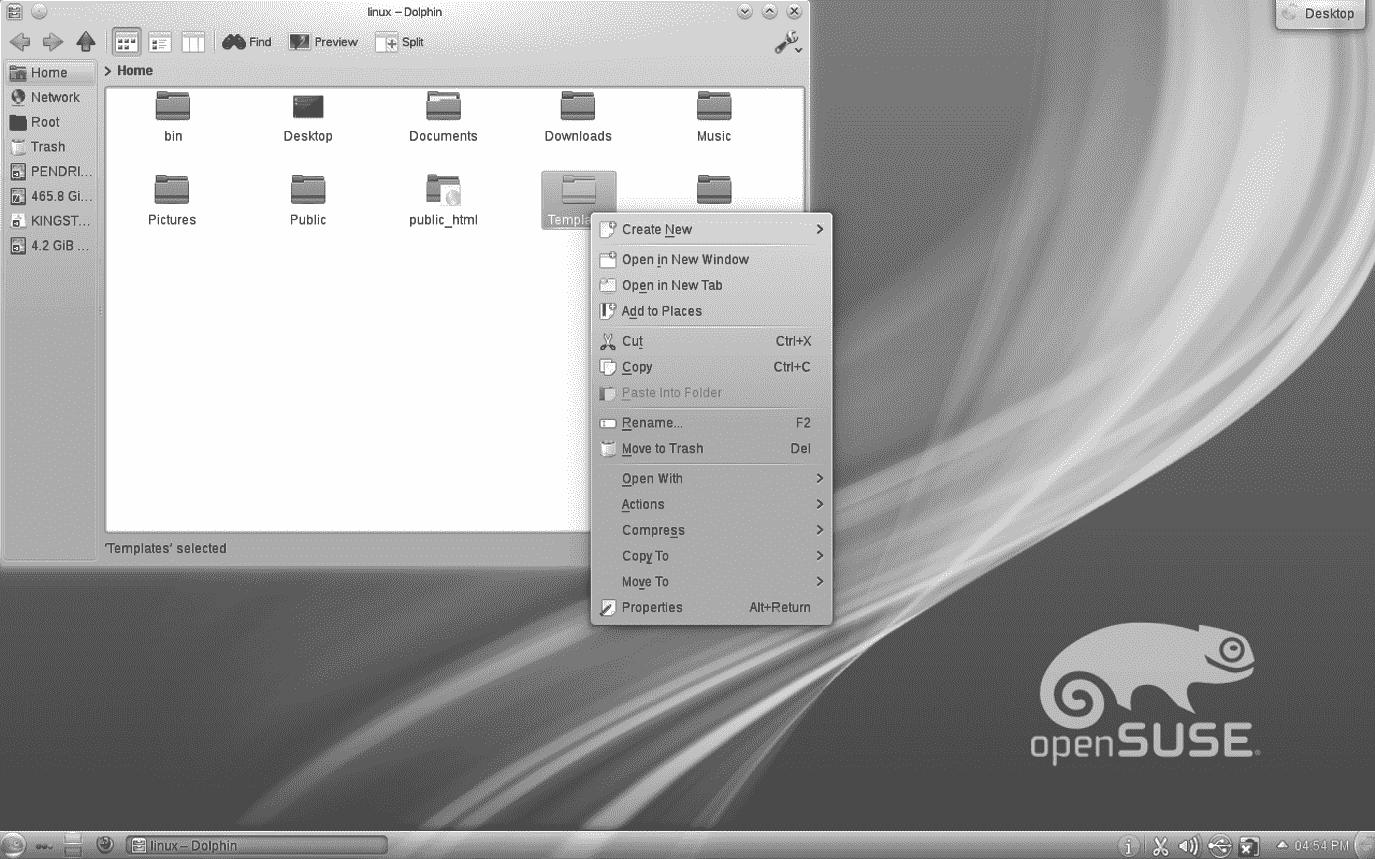 linux – Dolphin
Desktop
Find Preview Split
Home
Network
Root
Trash
PENDRI...
465.8 Gi...
KINGST...
4.2 GiB ...
> Home
bin Desktop Documents Downloads Music
Pictures Public public_html Templa
Create New
Open in New Window
Open in New Tab
Add to Places
Cut Ctrl+X
Copy Ctrl+C
Paste Into Folder
Rename... F2
Move to Trash Del
Open With
Actions
Compress
Copy To
Move To
Properties Alt+Return
'Templates' selected
openSUSE
linux – Dolphin
04:54 PM